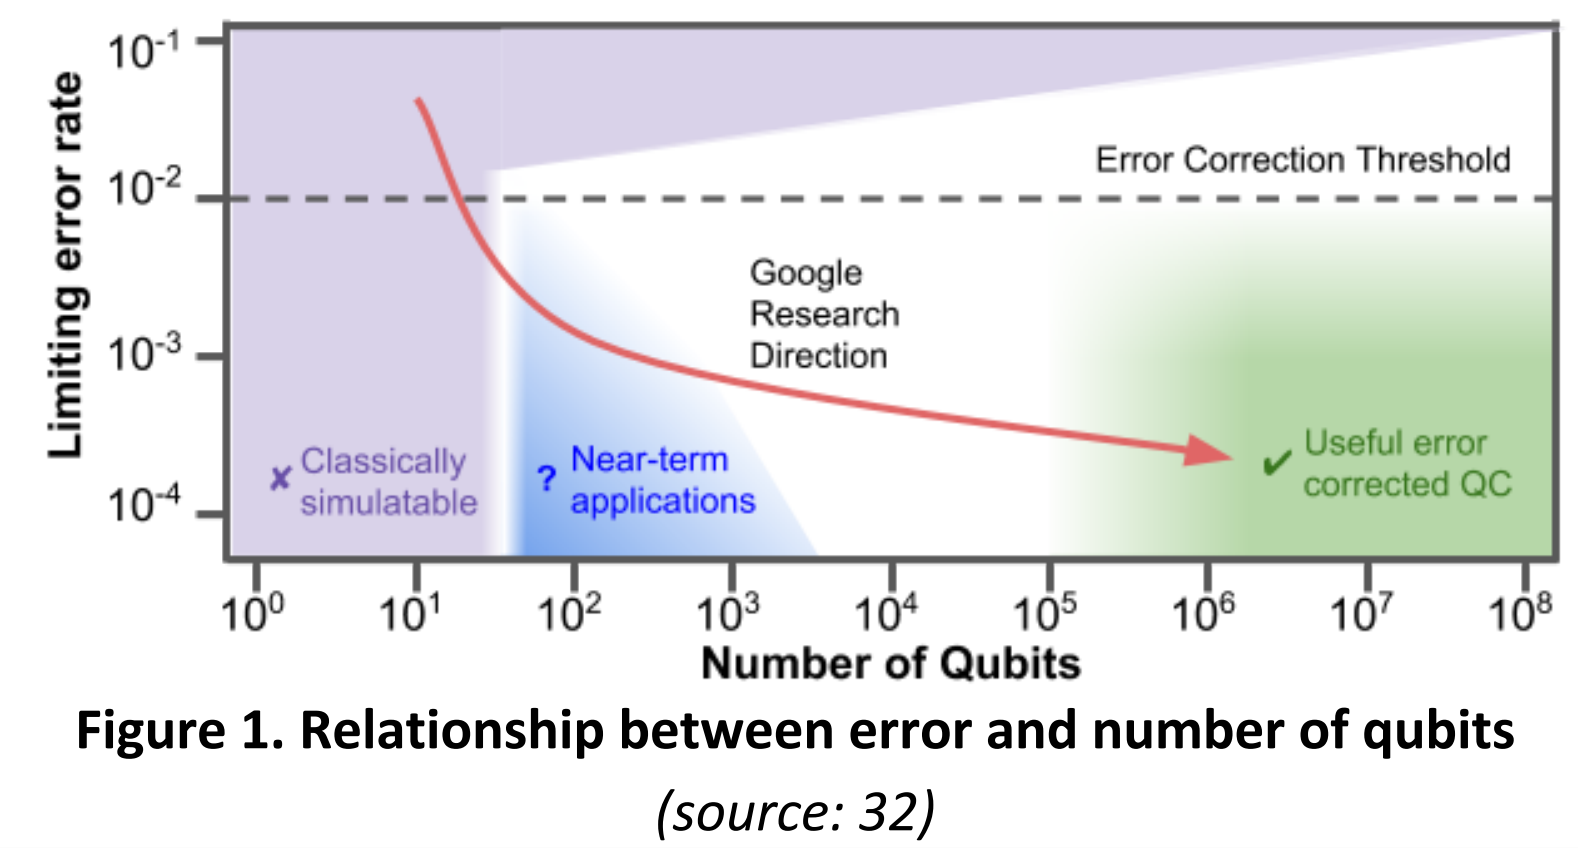 Limiting error rate
10⁻¹
10⁻²
10⁻³
10⁻⁴
Error Correction Threshold
Google
Research
Direction
✘ Classically
simulatable
? Near-term
applications
✔ Useful error
corrected QC
10⁰ 10¹ 10² 10³ 10⁴ 10⁵ 10⁶ 10⁷ 10⁸
Number of Qubits
Figure 1. Relationship between error and number of qubits
(source: 32)